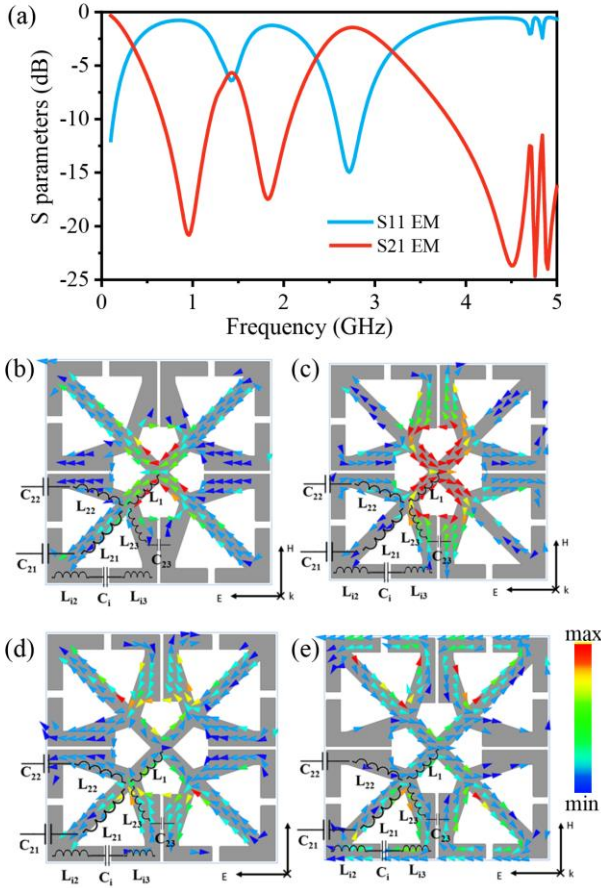 (a)
0
-5
-10
-15
-20
-25
S parameters (dB)
S11 EM
S21 EM
0 1 2 3 4 5
Frequency (GHz)
(b) (c)
C22 L22 L1 L21 L23 C23 C21 Li2 Ci Li3 E H k
C22 L22 L1 L21 L23 C23 C21 Li2 Ci Li3 E H k
(d) (e)
max
min
C22 L22 L1 L21 L23 C23 C21 Li2 Ci Li3 E H k
C22 L22 L1 L21 L23 C23 C21 Li2 Ci Li3 E H k